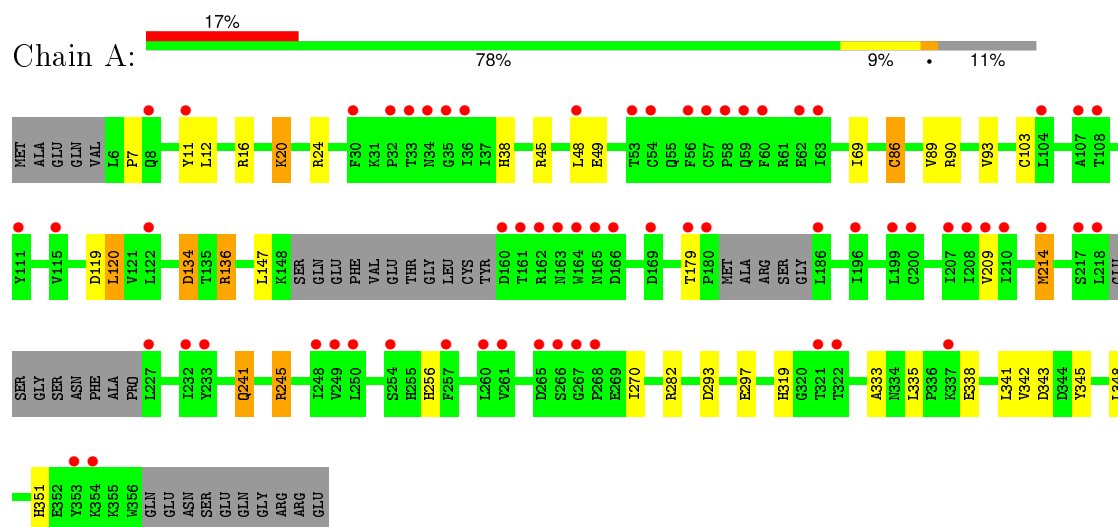 17%
Chain A:
78% 9% • 11%
MET ALA GLU GLN VAL L6 P7 Q8 Y11 L12 R16 K20 R24 F30 K31 P32 T33 N34 G35 I36 I37 H38 R45 L48 E49 T53 C54 Q55 F56 C57 P58 Q59 F60 R61 E62 I63 I69 C86 V89 R90 V93 C103 L104 A107 T108
Y111 V115 D119 L120 V121 L122 D134 T135 R136 L147 K148 SER GLN GLU PHE VAL GLU THR GLY LEU CYS TYR D160 T161 R162 N163 W164 N165 D166 D169 T179 P180 MET ALA ARG SER GLY L186 I196 L199 C200 I207 I208 V209 I210 M214 S217 L218 GLU
SER GLY SER ASN PHE ALA PRO L227 I232 Y233 Q241 R245 I248 V249 L250 S254 H255 H256 F257 L260 V261 D265 S266 G267 P268 E269 I270 R282 D293 E297 H319 G320 T321 T322 A333 N334 L335 P336 K337 E338 L341 V342 D343 D344 Y345 L348
H351 E352 Y353 K354 K355 W356 GLN GLU ASN SER GLU GLN GLY ARG ARG GLU